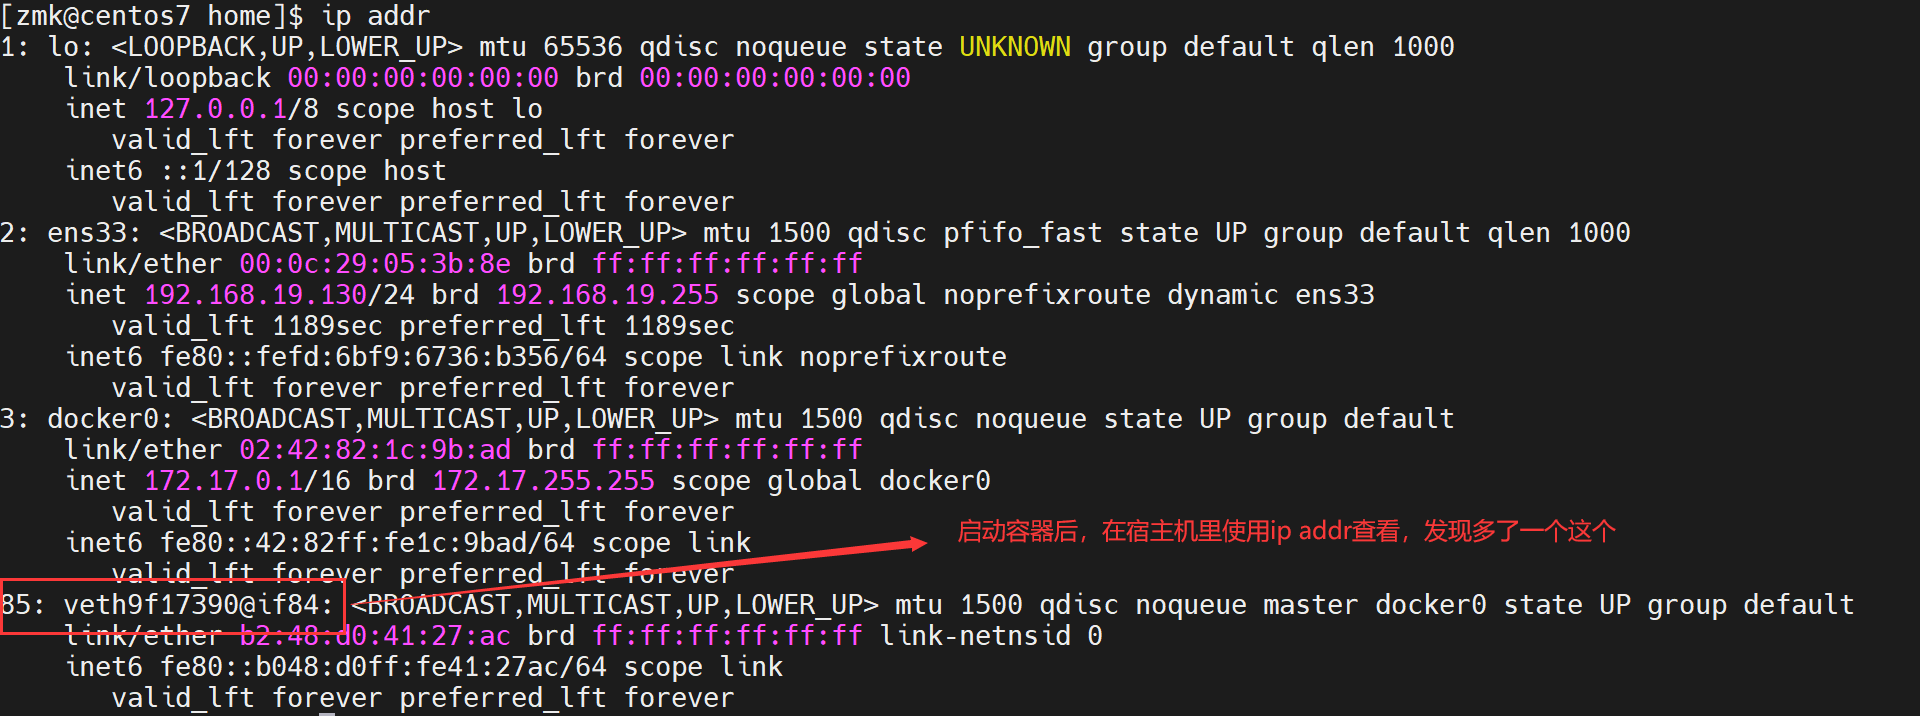 [zmk@centos7 home]$ ip addr
1: lo: <LOOPBACK,UP,LOWER_UP> mtu 65536 qdisc noqueue state UNKNOWN group default qlen 1000
    link/loopback 00:00:00:00:00:00 brd 00:00:00:00:00:00
    inet 127.0.0.1/8 scope host lo
       valid_lft forever preferred_lft forever
    inet6 ::1/128 scope host
       valid_lft forever preferred_lft forever
2: ens33: <BROADCAST,MULTICAST,UP,LOWER_UP> mtu 1500 qdisc pfifo_fast state UP group default qlen 1000
    link/ether 00:0c:29:05:3b:8e brd ff:ff:ff:ff:ff:ff
    inet 192.168.19.130/24 brd 192.168.19.255 scope global noprefixroute dynamic ens33
       valid_lft 1189sec preferred_lft 1189sec
    inet6 fe80::fefd:6bf9:6736:b356/64 scope link noprefixroute
       valid_lft forever preferred_lft forever
3: docker0: <BROADCAST,MULTICAST,UP,LOWER_UP> mtu 1500 qdisc noqueue state UP group default
    link/ether 02:42:82:1c:9b:ad brd ff:ff:ff:ff:ff:ff
    inet 172.17.0.1/16 brd 172.17.255.255 scope global docker0
       valid_lft forever preferred_lft forever
启动容器后，在宿主机里使用ip addr查看，发现多了一个这个
    inet6 fe80::42:82ff:fe1c:9bad/64 scope link
       valid_lft forever preferred_lft forever
85: veth9f17390@if84: <BROADCAST,MULTICAST,UP,LOWER_UP> mtu 1500 qdisc noqueue master docker0 state UP group default
    link/ether b2:48:d0:41:27:ac brd ff:ff:ff:ff:ff:ff link-netnsid 0
    inet6 fe80::b048:d0ff:fe41:27ac/64 scope link
       valid_lft forever preferred_lft forever